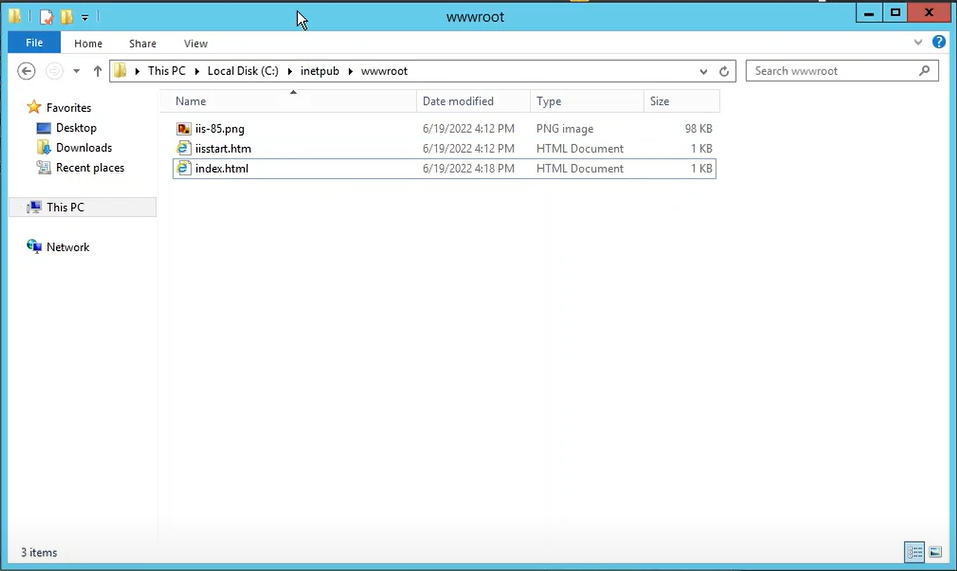 wwwroot
File Home Share View
This PC Local Disk (C:) inetpub wwwroot Search wwwroot
Favorites
Desktop
Downloads
Recent places
This PC
Network
Name Date modified Type Size
iis-85.png 6/19/2022 4:12 PM PNG image 98 KB
iisstart.htm 6/19/2022 4:12 PM HTML Document 1 KB
index.html 6/19/2022 4:18 PM HTML Document 1 KB
3 items